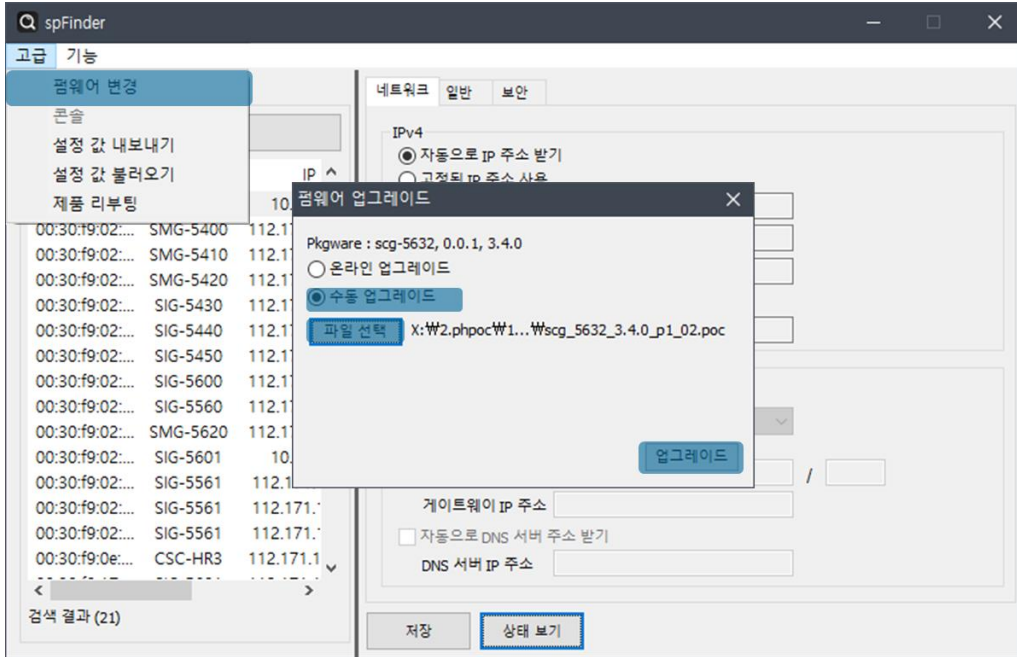 spFinder
고급 기능
펌웨어 변경
콘솔
설정 값 내보내기
설정 값 불러오기
제품 리부팅
IP
10.
00:30:f9:02:... SMG-5400 112.1
00:30:f9:02:... SMG-5410 112.1
00:30:f9:02:... SMG-5420 112.1
00:30:f9:02:... SIG-5430 112.1
00:30:f9:02:... SIG-5440 112.1
00:30:f9:02:... SIG-5450 112.1
00:30:f9:02:... SIG-5600 112.1
00:30:f9:02:... SIG-5560 112.1
00:30:f9:02:... SMG-5620 112.1
00:30:f9:02:... SIG-5601 10.
00:30:f9:02:... SIG-5561 112.1
00:30:f9:02:... SIG-5561 112.171.
00:30:f9:02:... SIG-5561 112.171.
00:30:f9:0e:... CSC-HR3 112.171.1
검색 결과 (21)
네트워크 일반 보안
IPv4
자동으로 IP 주소 받기
고정된 IP 주소 사용
펌웨어 업그레이드
Pkgware : scg-5632, 0.0.1, 3.4.0
온라인 업그레이드
수동 업그레이드
파일 선택 X:₩2.phpoc₩1...₩scg_5632_3.4.0_p1_02.poc
업그레이드
/
게이트웨이 IP 주소
자동으로 DNS 서버 주소 받기
DNS 서버 IP 주소
저장 상태 보기